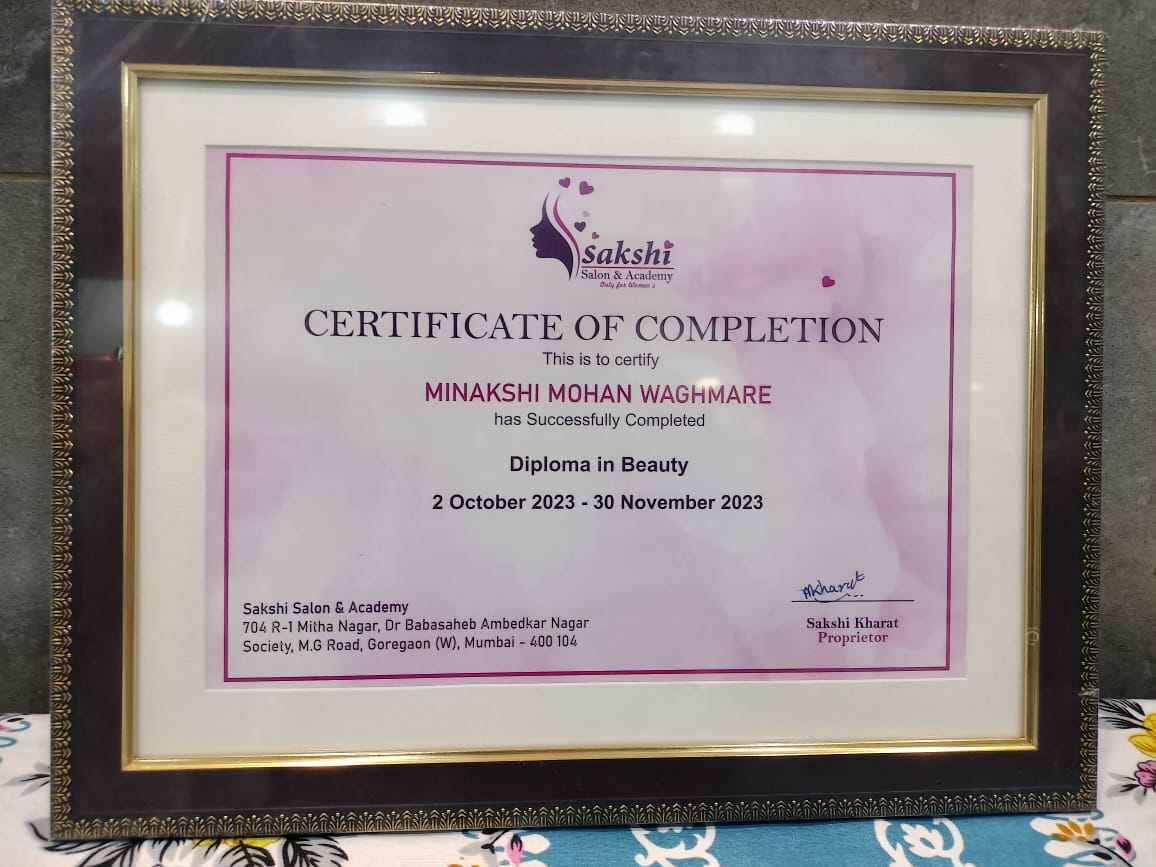 sakshi
Salon & Academy
Only for Women's
CERTIFICATE OF COMPLETION
This is to certify
MINAKSHI MOHAN WAGHMARE
has Successfully Completed
Diploma in Beauty
2 October 2023 - 30 November 2023
Sakshi Salon & Academy
704 R-1 Mitha Nagar, Dr Babasaheb Ambedkar Nagar
Society, M.G Road, Goregaon (W), Mumbai - 400 104
AKharat
Sakshi Kharat
Proprietor